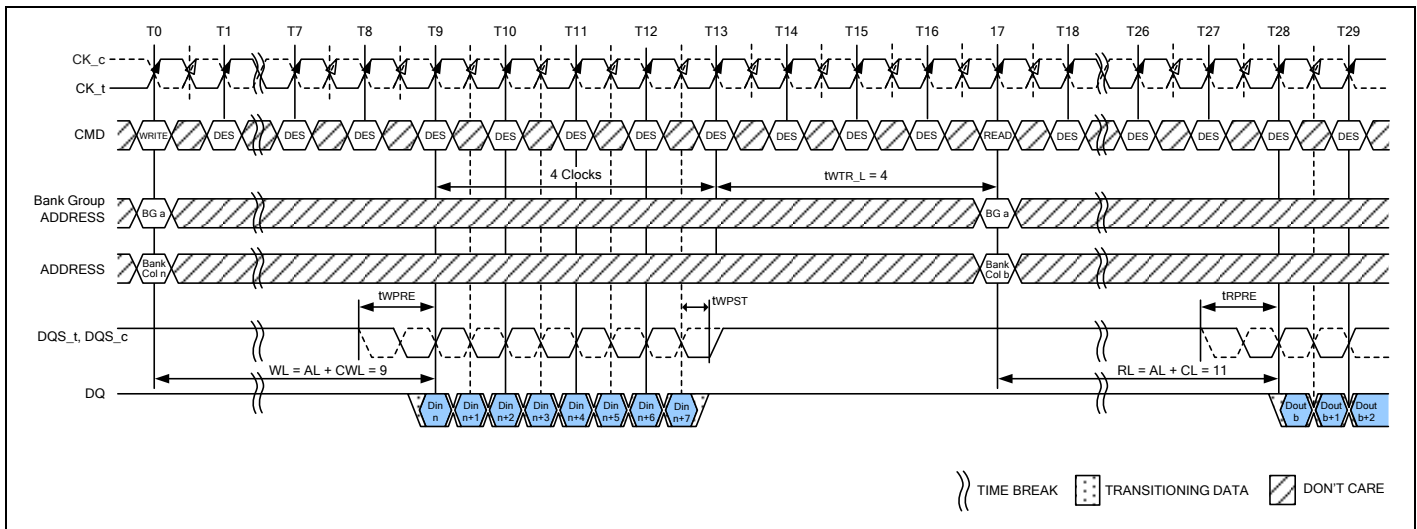 T0 T1 T7 T8 T9 T10 T11 T12 T13 T14 T15 T16 17 T18 T26 T27 T28 T29
CK_c
CK_t
CMD WRITE DES DES DES DES DES DES DES DES DES DES DES READ DES DES DES DES DES
4 Clocks tWTR_L = 4
Bank Group
ADDRESS BG a BG a
ADDRESS Bank
Col n Bank
Col b
tWPRE tWPST tRPRE
DQS_t, DQS_c
WL = AL + CWL = 9 RL = AL + CL = 11
DQ Din
n Din
n+1 Din
n+2 Din
n+3 Din
n+4 Din
n+5 Din
n+6 Din
n+7 Dout
b Dout
b+1 Dout
b+2
TIME BREAK TRANSITIONING DATA DON'T CARE